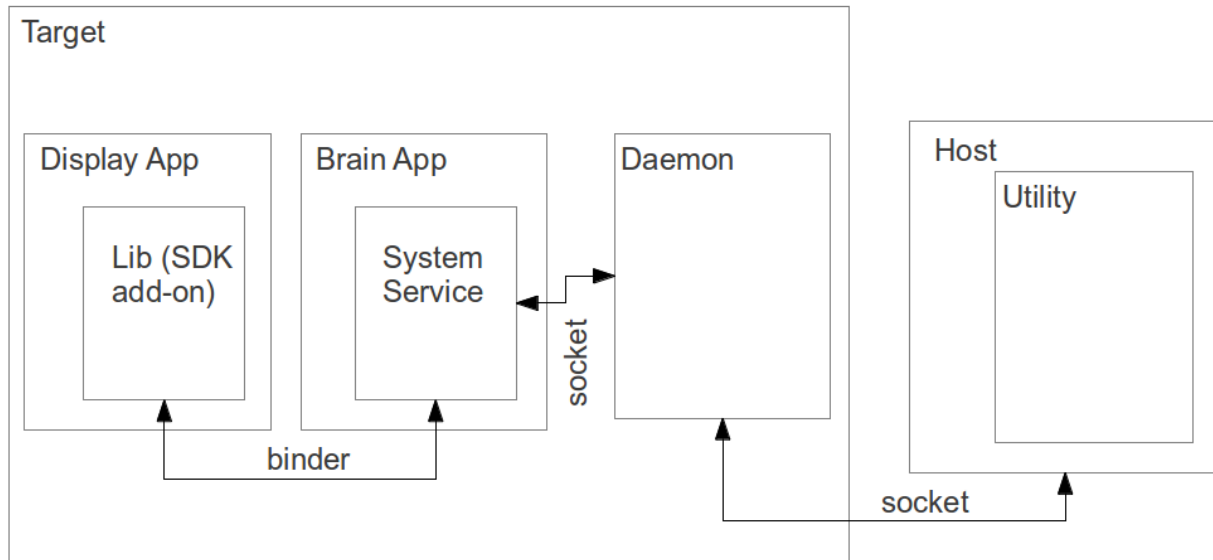 Target
Display App
Lib (SDK
add-on)
Brain App
System
Service
binder
socket
Daemon
socket
Host
Utility